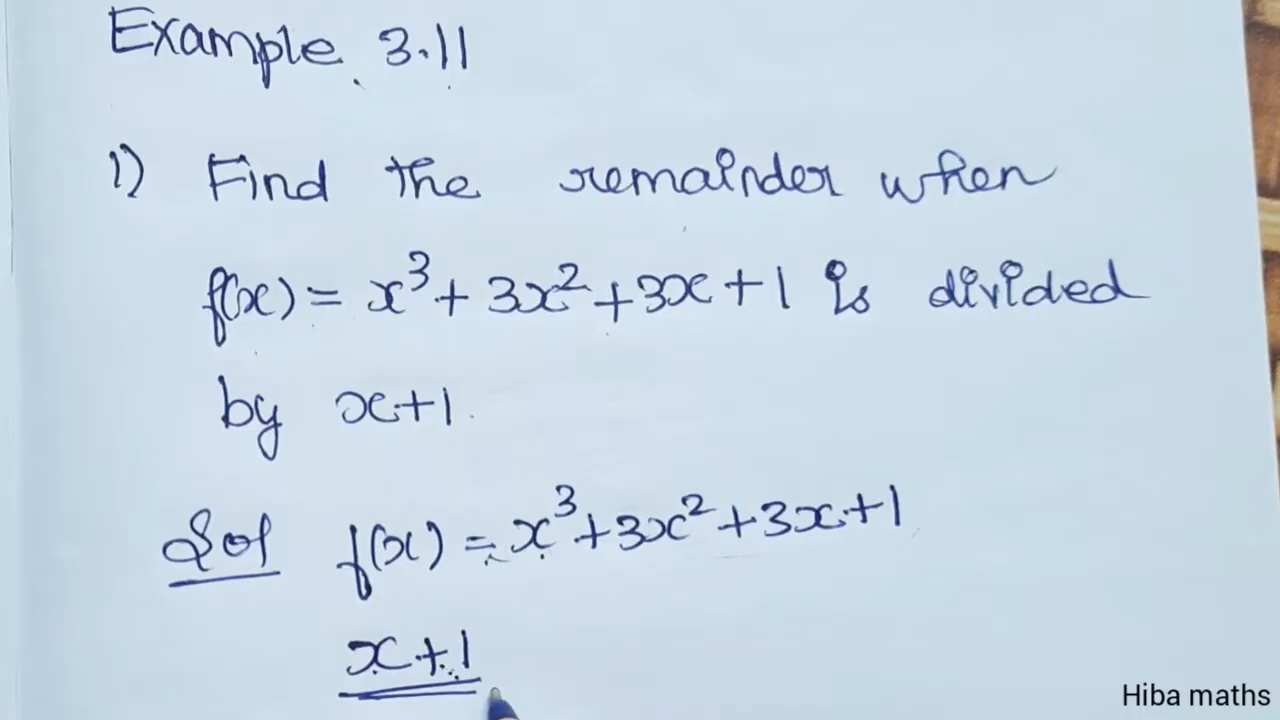 Example 3.11
1) Find the remainder when
f(x) = x³ + 3x² + 3x + 1 is divided
by x+1.
Sol f(x) = x³ + 3x² + 3x + 1
x + 1
Hiba maths